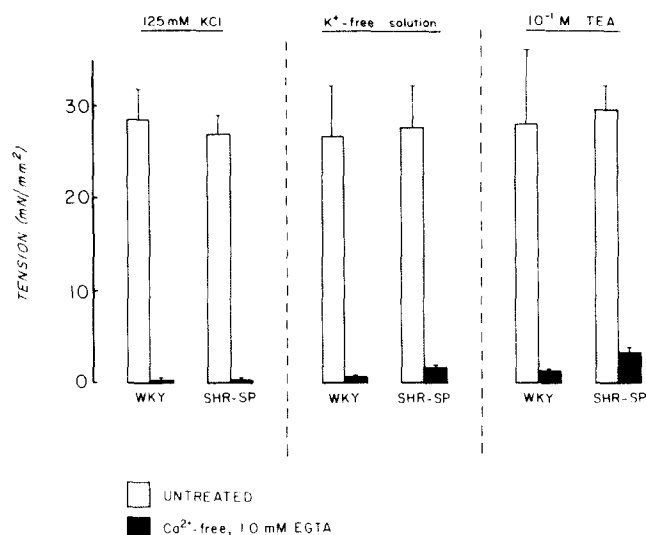 125 mM KCl
K⁺-free solution
10⁻¹ M TEA
TENSION (mN/mm²)
30
20
10
0
WKY
SHR-SP
WKY
SHR-SP
WKY
SHR-SP
UNTREATED
Ca²⁺-free, 1.0 mM EGTA